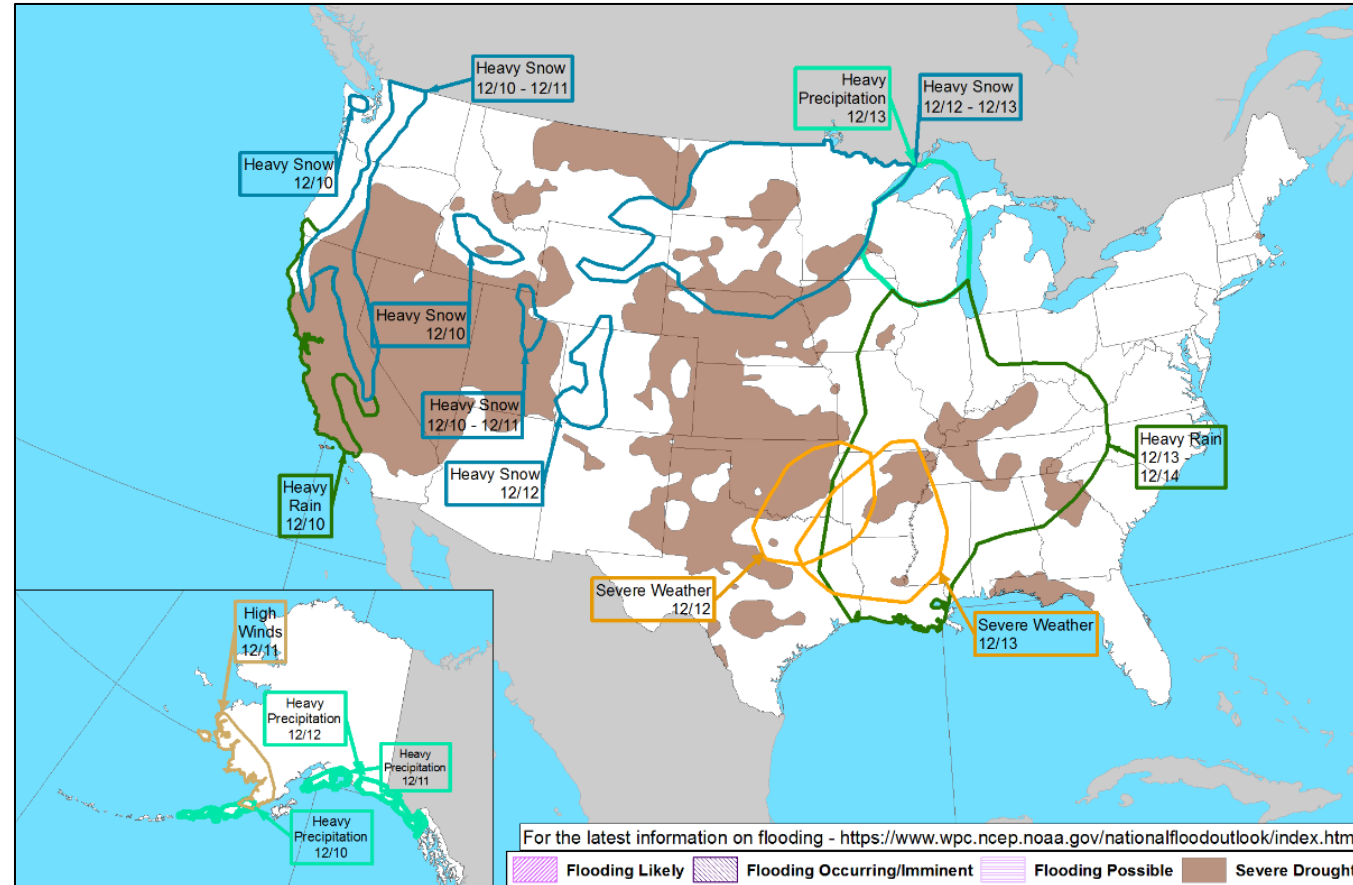 Heavy Snow
12/10 - 12/11
Heavy
Precipitation
12/13
Heavy Snow
12/12 - 12/13
Heavy Snow
12/10
Heavy Snow
12/10
Heavy Snow
12/10 - 12/11
Heavy Snow
12/12
Heavy
Rain
12/10
Heavy Rain
12/13 -
12/14
Severe Weather
12/12
Severe Weather
12/13
High
Winds
12/11
Heavy
Precipitation
12/12
Heavy
Precipitation
12/11
Heavy
Precipitation
12/10
For the latest information on flooding - https://www.wpc.ncep.noaa.gov/nationalfloodoutlook/index.htm
Flooding Likely
Flooding Occurring/Imminent
Flooding Possible
Severe Drought